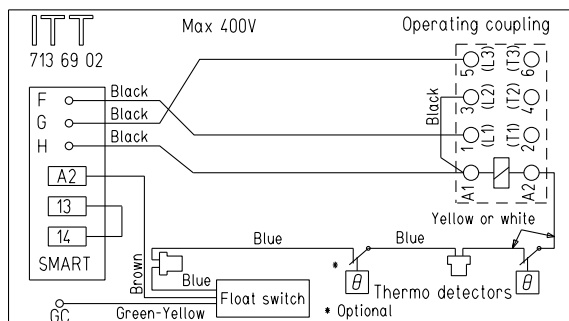 ITT
713 69 02
Max 400V
Operating coupling
F
G
H
A2
13
14
SMART
Black
Black
Black
Black
5 (L3) (T3) 6
3 (L2) (T2) 4
1 (L1) (T1) 2
A1
A2
Yellow or white
Blue
Blue
Brown
Blue
Float switch
GC
Green-Yellow
*
θ
Thermo detectors
θ
* Optional